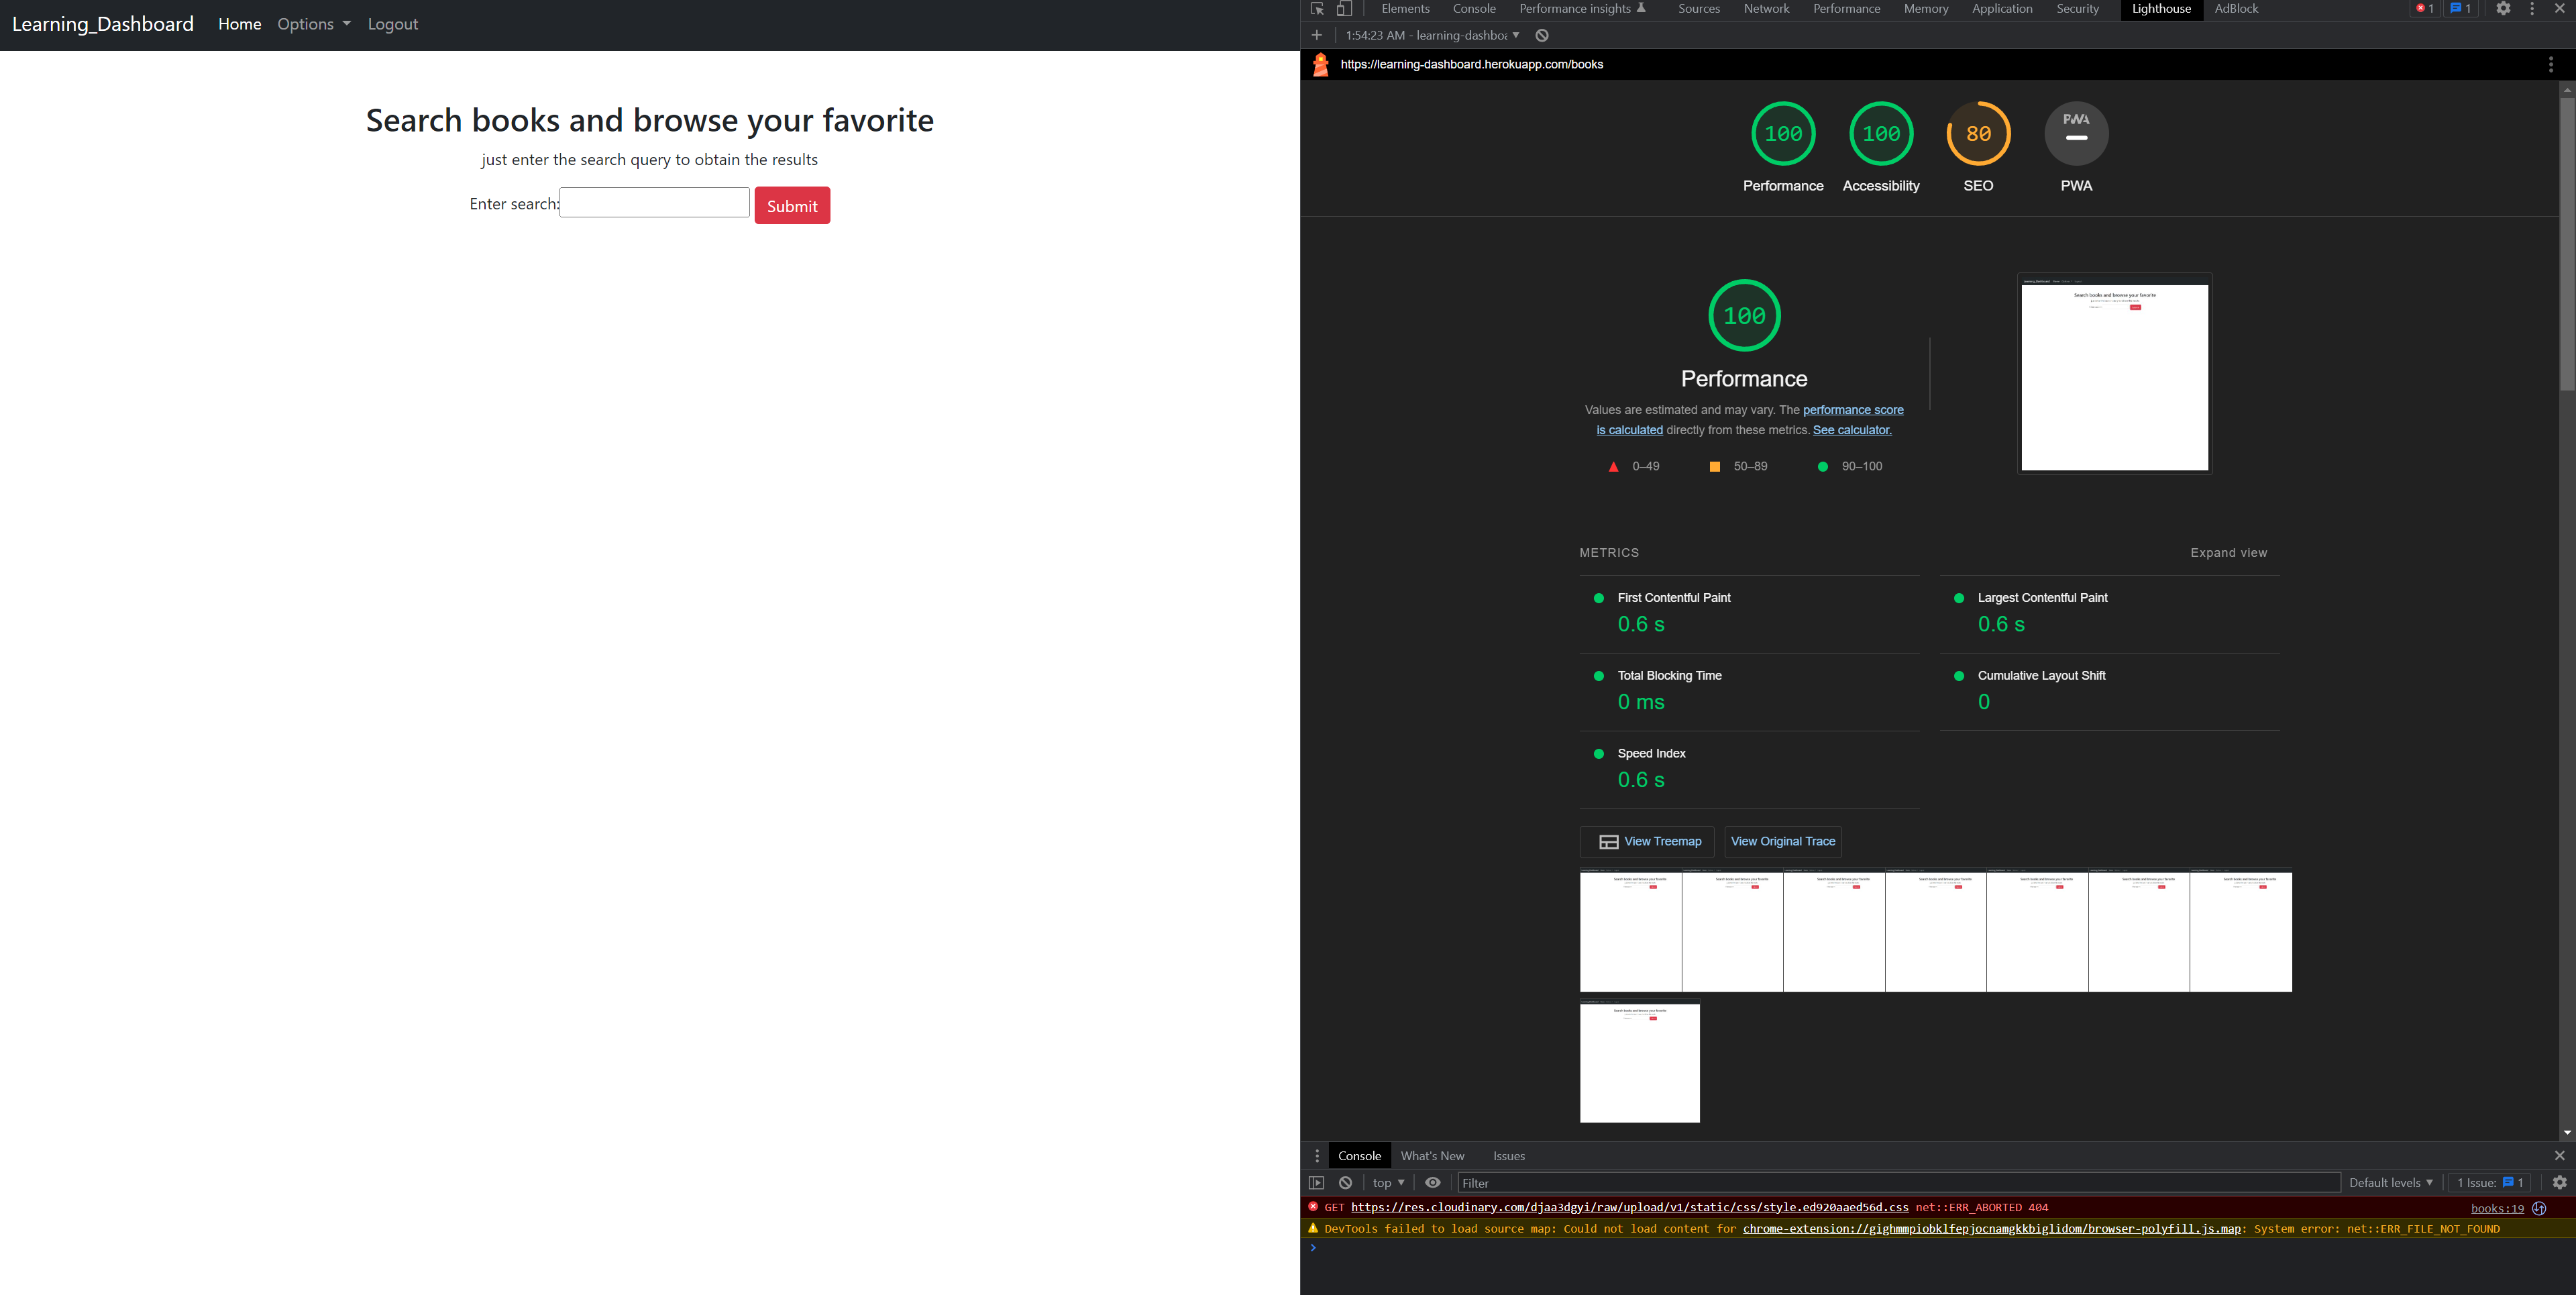 Learning_Dashboard Home Options Logout
Search books and browse your favorite
just enter the search query to obtain the results
Enter search: Submit
Elements Console Performance insights Sources Network Performance Memory Application Security Lighthouse AdBlock 1 1
1:54:23 AM - learning-dashboa
https://learning-dashboard.herokuapp.com/books
100 100 80 PWA
Performance Accessibility SEO PWA
100
Performance
Values are estimated and may vary. The performance score
is calculated directly from these metrics. See calculator.
0–49 50–89 90–100
Search books and browse your favorite
METRICS Expand view
First Contentful Paint Largest Contentful Paint
0.6 s 0.6 s
Total Blocking Time Cumulative Layout Shift
0 ms 0
Speed Index
0.6 s
View Treemap View Original Trace
Console What's New Issues
top Filter Default levels 1 Issue: 1
GET https://res.cloudinary.com/djaa3dgyi/raw/upload/v1/static/css/style.ed920aaed56d.css net::ERR_ABORTED 404 books:19
DevTools failed to load source map: Could not load content for chrome-extension://gighmmpiobklfepjocnamgkkbiglidom/browser-polyfill.js.map: System error: net::ERR_FILE_NOT_FOUND